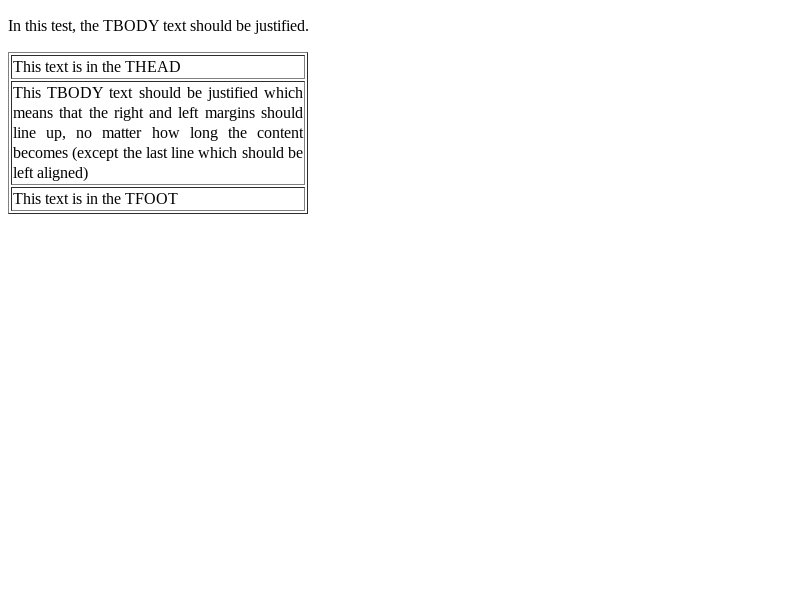 In this test, the TBODY text should be justified.
This text is in the THEAD
This TBODY text should be justified which
means that the right and left margins should
line up, no matter how long the content
becomes (except the last line which should be
left aligned)
This text is in the TFOOT